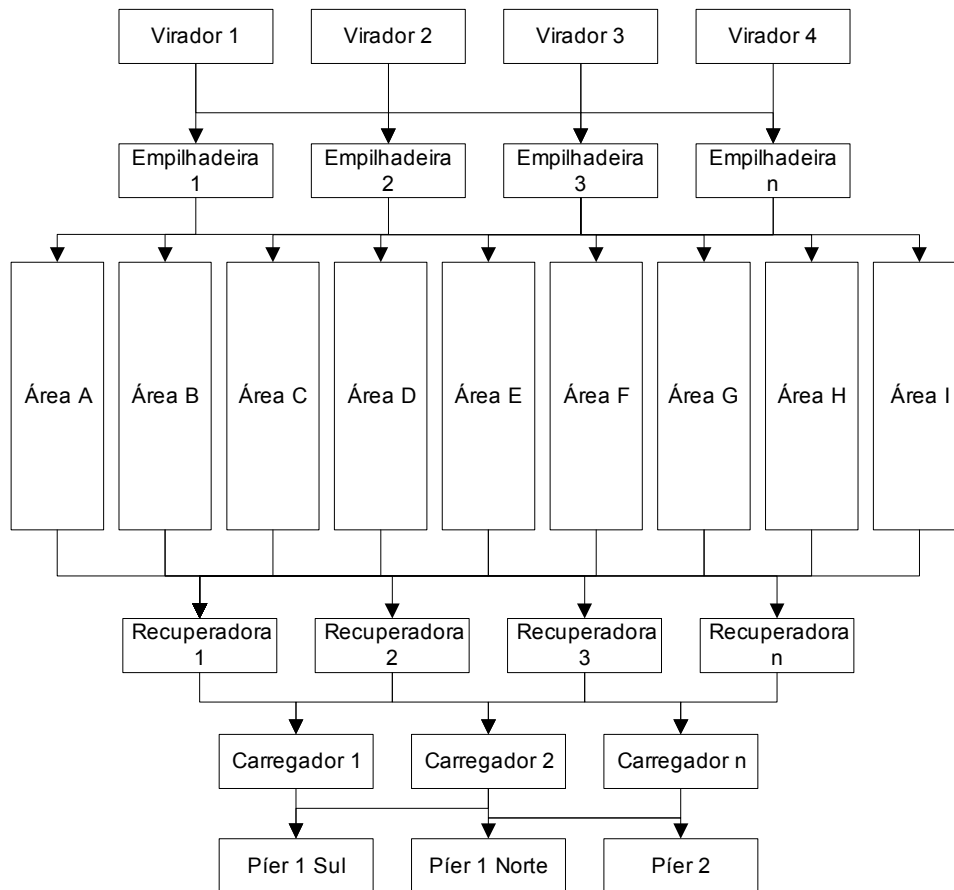 Virador 1
Virador 2
Virador 3
Virador 4
Empilhadeira
1
Empilhadeira
2
Empilhadeira
3
Empilhadeira
n
Área A
Área B
Área C
Área D
Área E
Área F
Área G
Área H
Área I
Recuperadora
1
Recuperadora
2
Recuperadora
3
Recuperadora
n
Carregador 1
Carregador 2
Carregador n
Píer 1 Sul
Píer 1 Norte
Píer 2